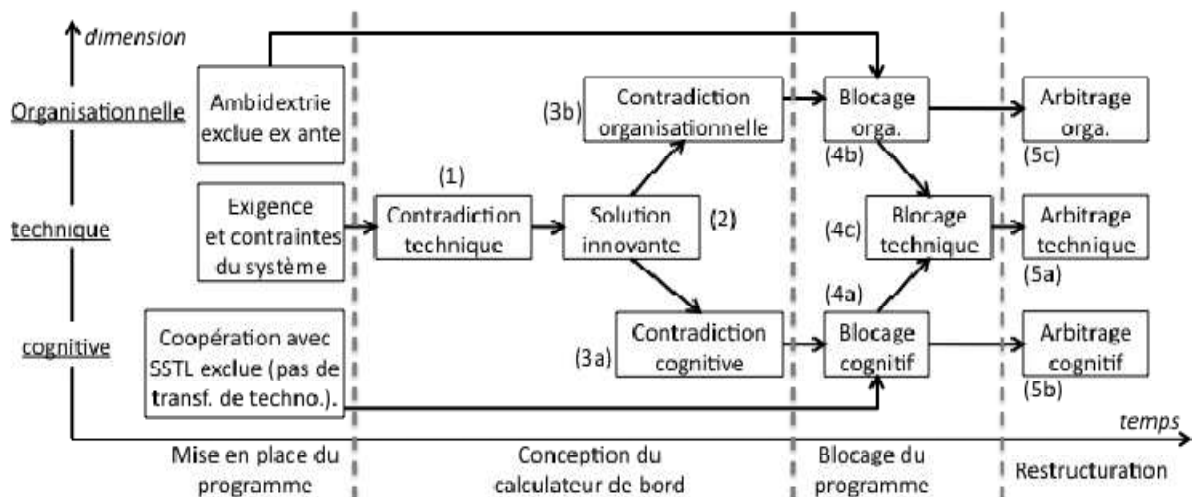 dimension
Organisationnelle
technique
cognitive
Ambidextrie
exclue ex ante
Exigence
et contraintes
du système
Coopération avec
SSTL exclue (pas de
transf. de techno.).
(1)
Contradiction
technique
Solution
innovante
(2)
(3b)
Contradiction
organisationnelle
(3a)
Contradiction
cognitive
Blocage
orga.
(4b)
(4c)
Blocage
technique
(4a)
Blocage
cognitif
Arbitrage
orga.
(5c)
Arbitrage
technique
(5a)
Arbitrage
cognitif
(5b)
temps
Mise en place du
programme
Conception du
calculateur de bord
Blocage du
programme
Restructuration